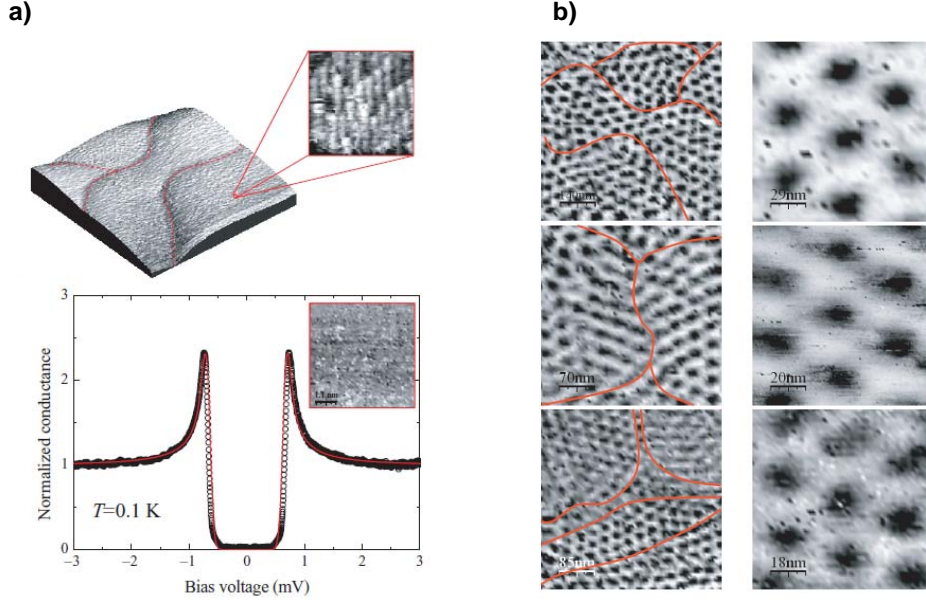 a)
b)
3
2
1
0
Normalized conductance
T=0.1 K
−3
−2
−1
0
1
2
3
Bias voltage (mV)
29nm
70nm
20nm
85nm
18nm